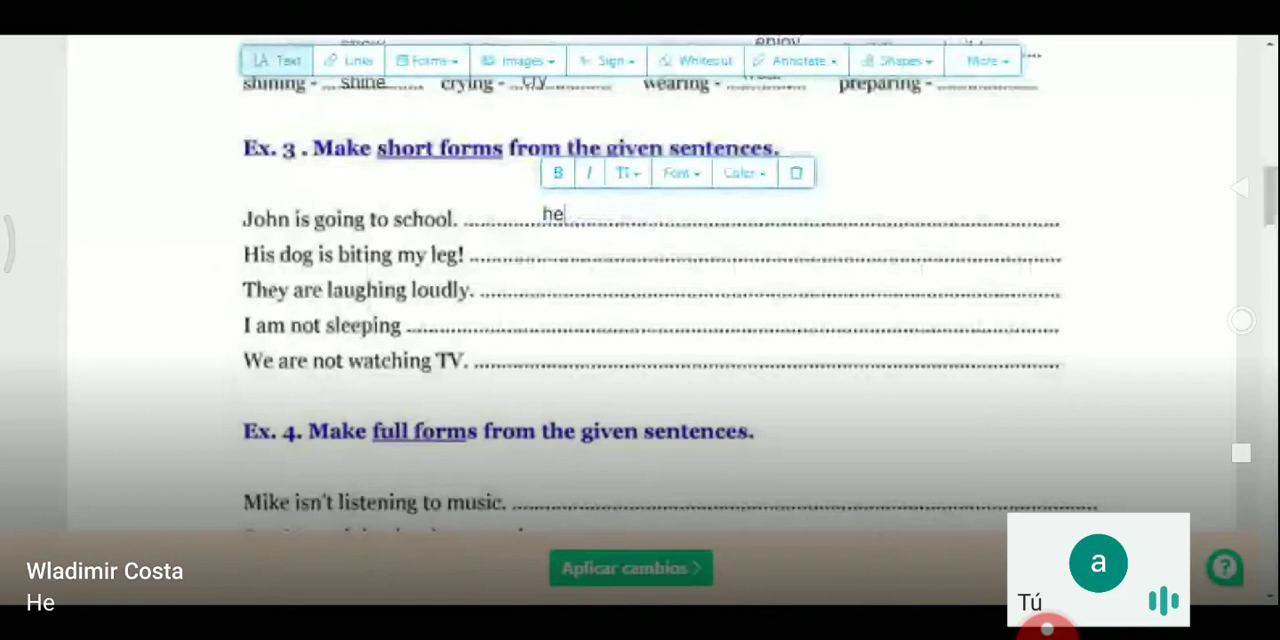 enjoy
Text Links Forms Images Sign Whiteout Annotate Shapes More
shining - shine crying - cry wearing - preparing -
Ex. 3 . Make short forms from the given sentences.
B I TI Font Color
John is going to school. he
His dog is biting my leg!
They are laughing loudly.
I am not sleeping
We are not watching TV.
Ex. 4. Make full forms from the given sentences.
Mike isn't listening to music.
Wladimir Costa
He
Aplicar cambios
a
Tú
?